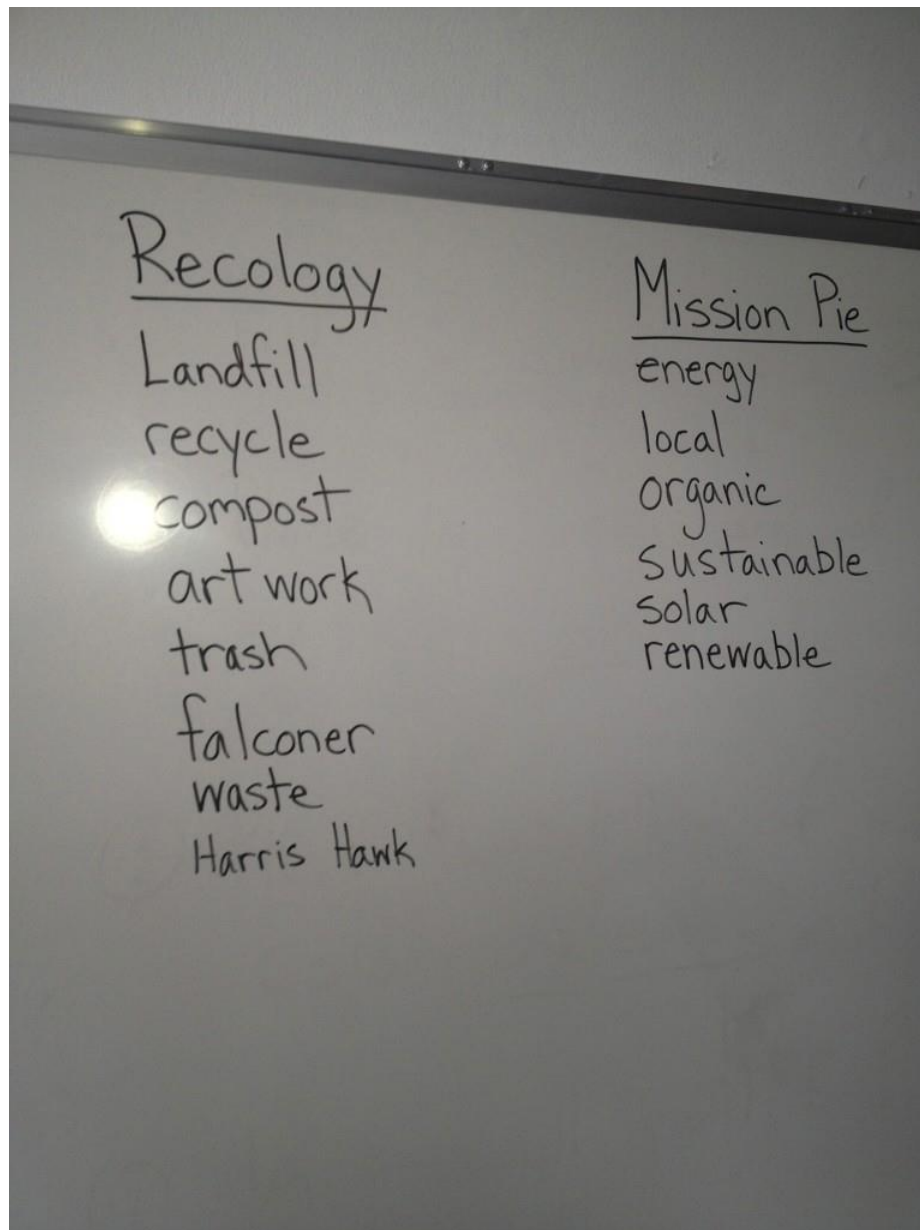 Recology
Landfill
recycle
compost
art work
trash
falconer
waste
Harris Hawk
Mission Pie
energy
local
organic
sustainable
solar
renewable